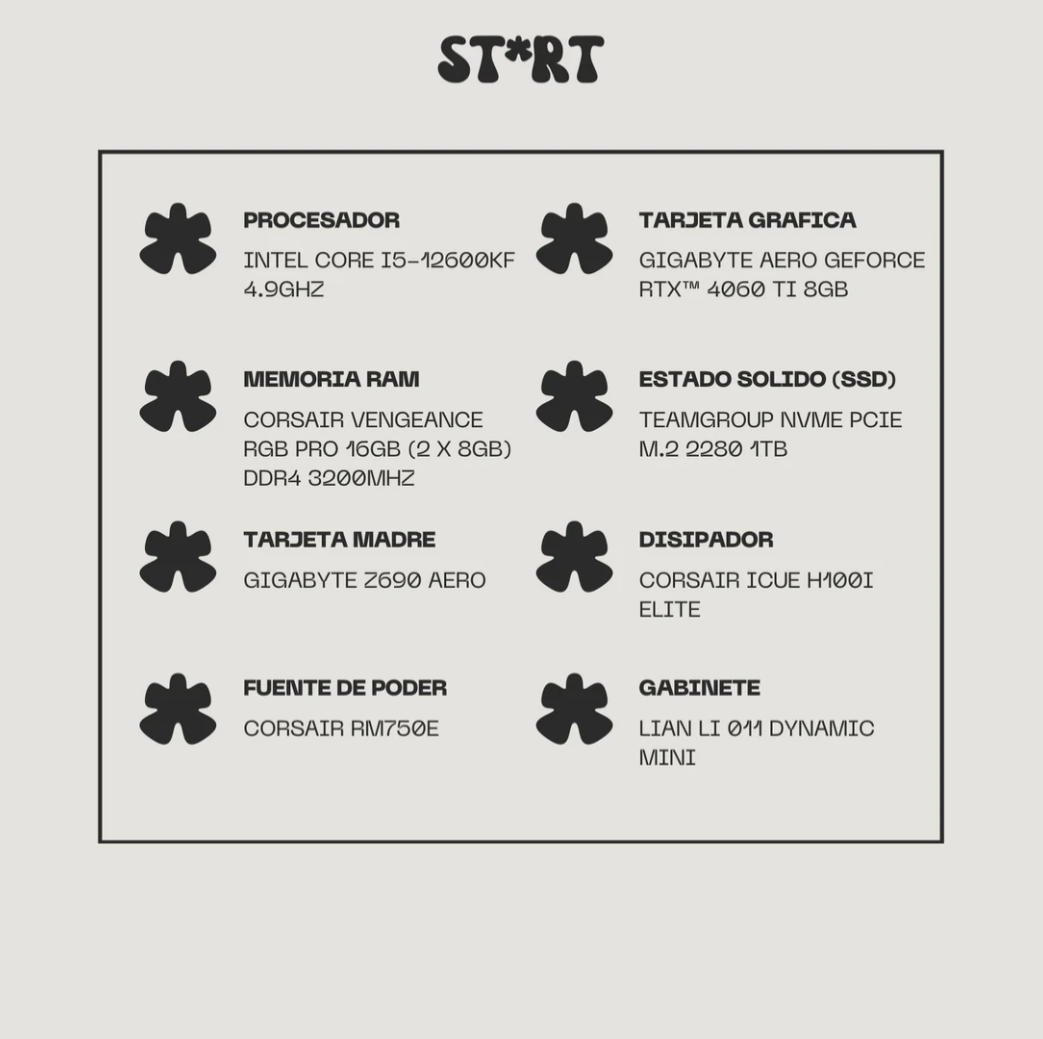 ST*RT
PROCESADOR
INTEL CORE I5-12600KF
4.9GHZ
TARJETA GRAFICA
GIGABYTE AERO GEFORCE
RTX™ 4060 TI 8GB
MEMORIA RAM
CORSAIR VENGEANCE
RGB PRO 16GB (2 X 8GB)
DDR4 3200MHZ
ESTADO SOLIDO (SSD)
TEAMGROUP NVME PCIE
M.2 2280 1TB
TARJETA MADRE
GIGABYTE Z690 AERO
DISIPADOR
CORSAIR ICUE H100I
ELITE
FUENTE DE PODER
CORSAIR RM750E
GABINETE
LIAN LI 011 DYNAMIC
MINI